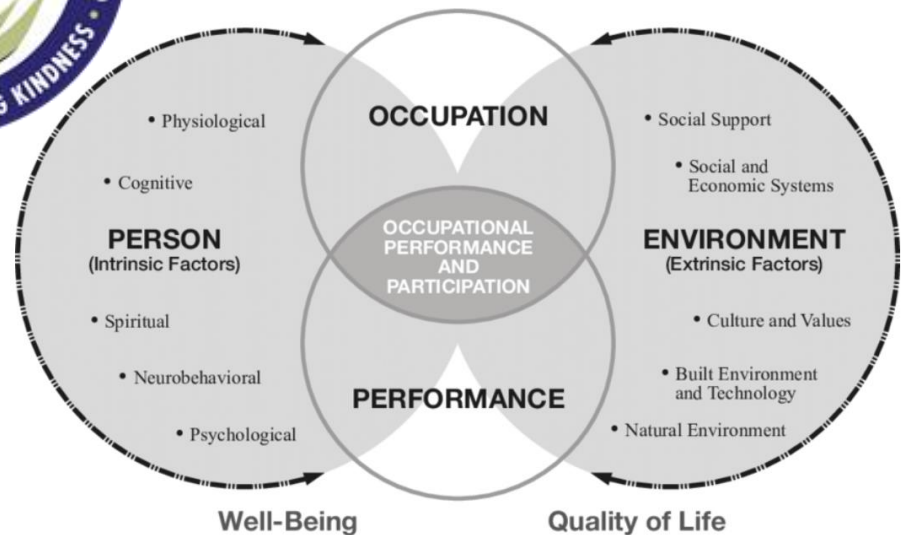 G KINDNESS •
OCCUPATION
• Physiological
• Cognitive
PERSON
(Intrinsic Factors)
• Spiritual
• Neurobehavioral
• Psychological
OCCUPATIONAL
PERFORMANCE
AND
PARTICIPATION
PERFORMANCE
• Social Support
• Social and
Economic Systems
ENVIRONMENT
(Extrinsic Factors)
• Culture and Values
• Built Environment
and Technology
• Natural Environment
Well-Being
Quality of Life